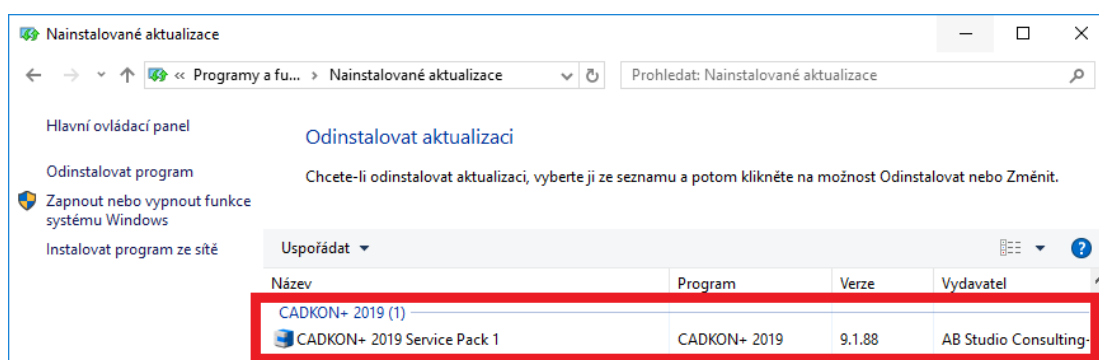 Nainstalované aktualizace
« Programy a fu... › Nainstalované aktualizace
Prohledat: Nainstalované aktualizace
Hlavní ovládací panel
Odinstalovat program
Zapnout nebo vypnout funkce
systému Windows
Instalovat program ze sítě
Odinstalovat aktualizaci
Chcete-li odinstalovat aktualizaci, vyberte ji ze seznamu a potom klikněte na možnost Odinstalovat nebo Změnit.
Uspořádat
Název Program Verze Vydavatel
CADKON+ 2019 (1)
CADKON+ 2019 Service Pack 1 CADKON+ 2019 9.1.88 AB Studio Consulting-